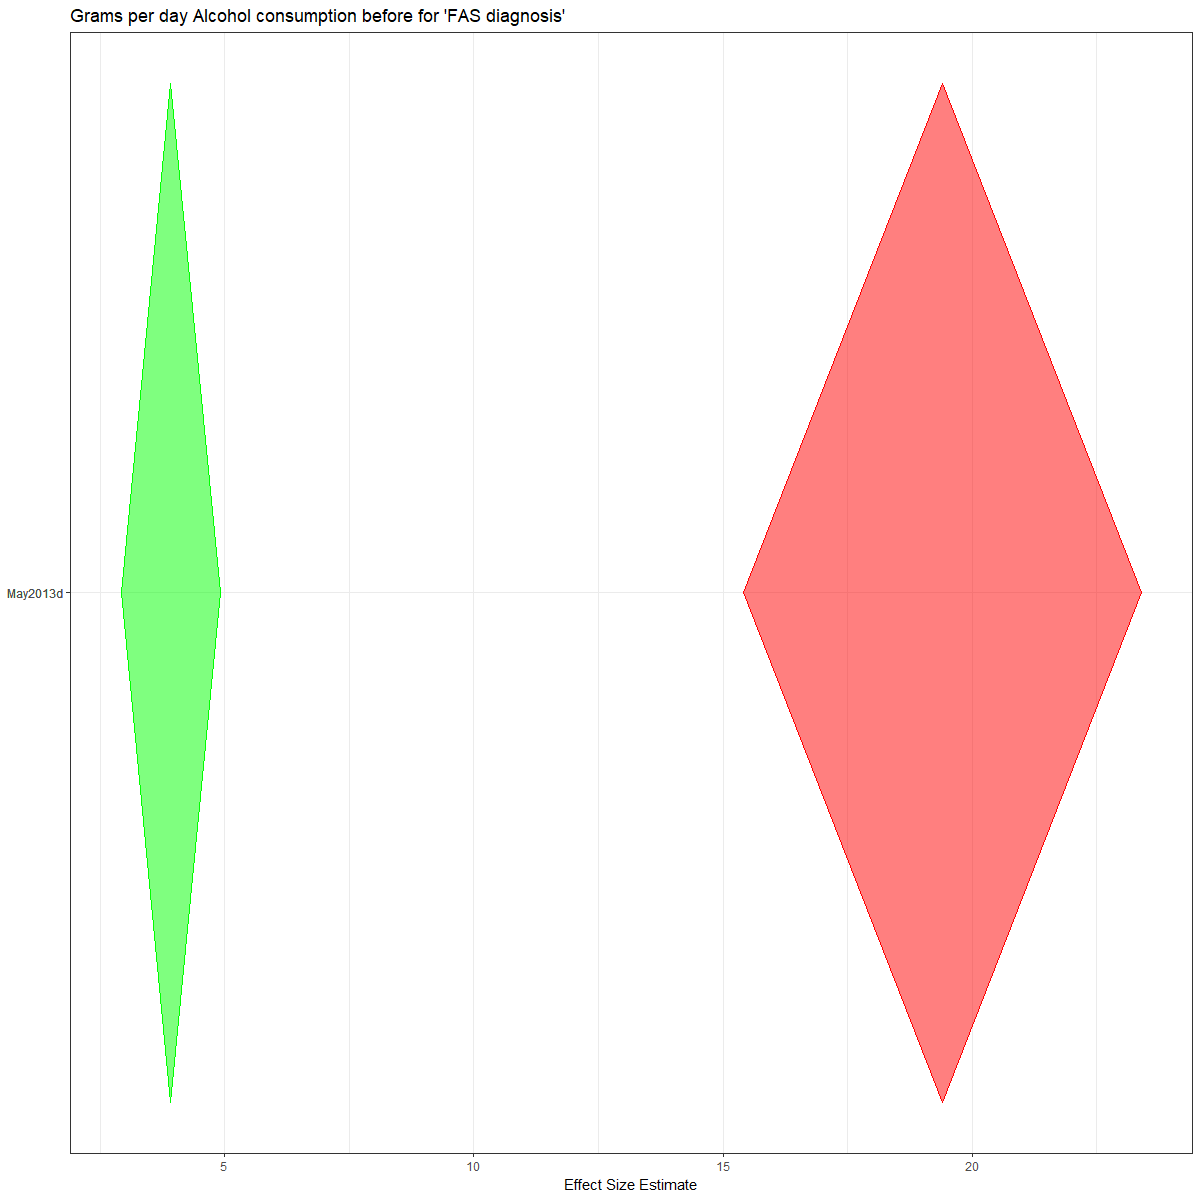 Grams per day Alcohol consumption before for 'FAS diagnosis'
May2013d
5 10 15 20
Effect Size Estimate